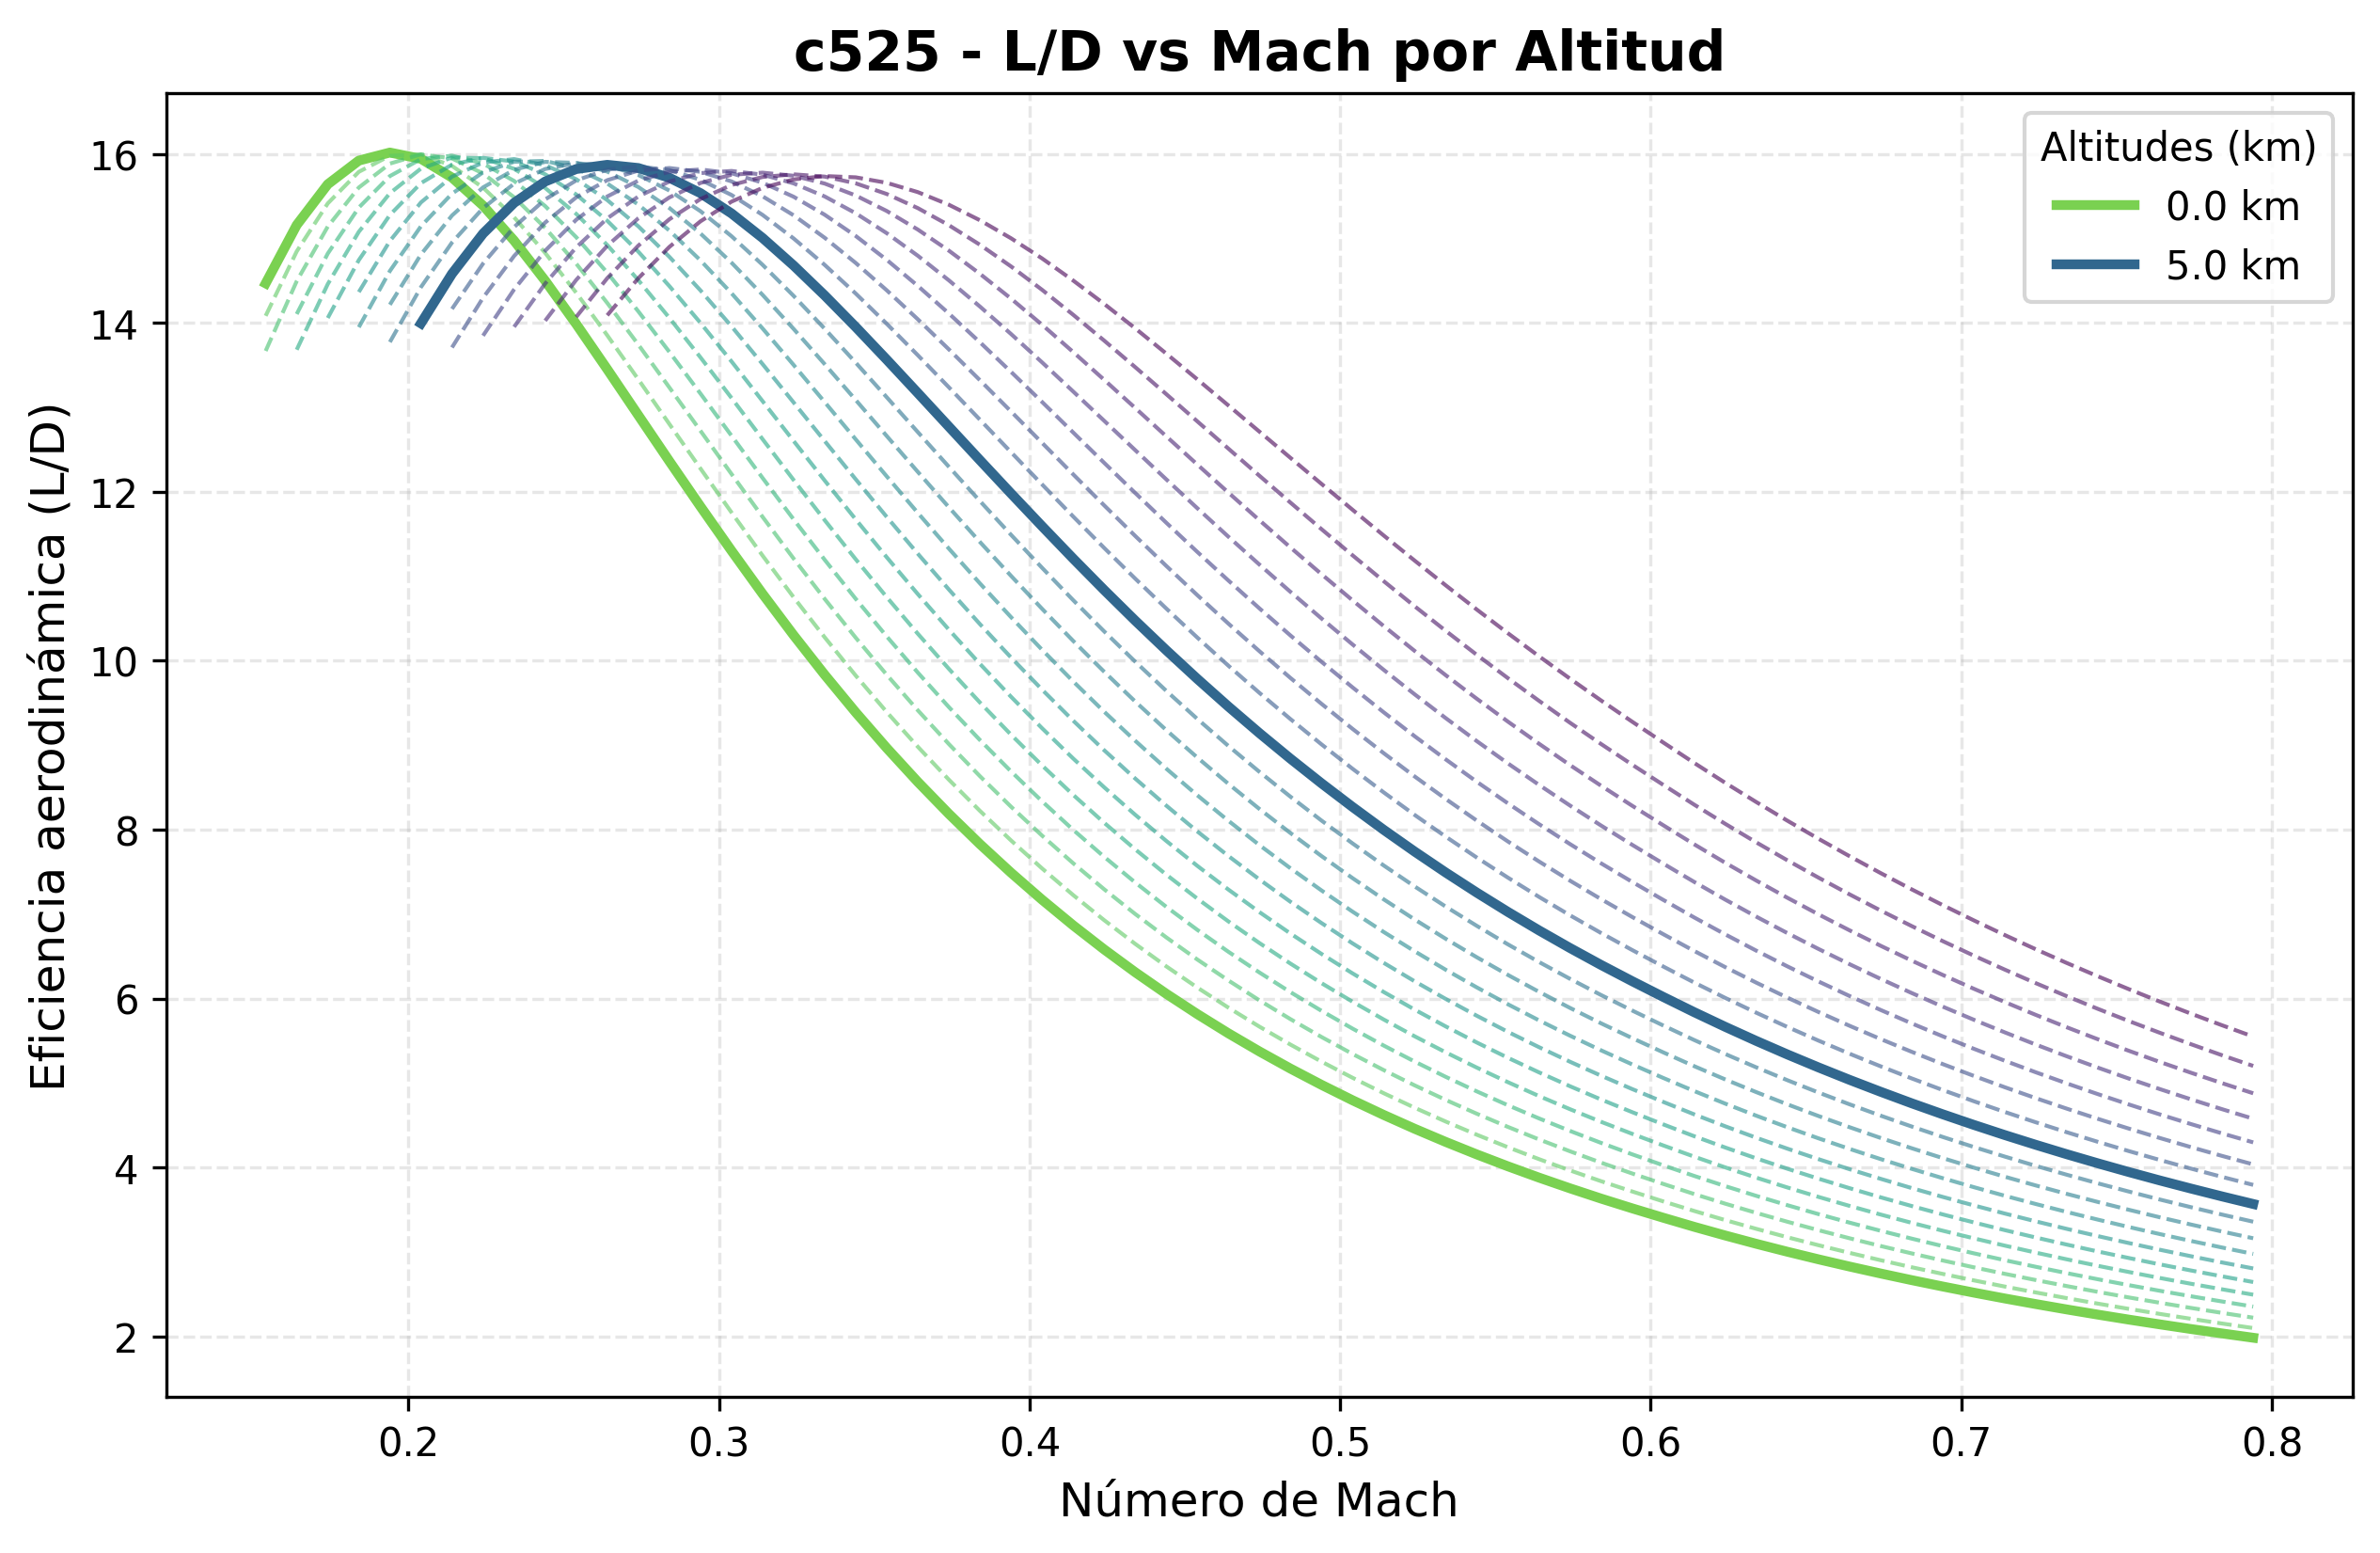 c525 - L/D vs Mach por Altitud
Eficiencia aerodinámica (L/D)
16
14
12
10
8
6
4
2
Altitudes (km)
0.0 km
5.0 km
0.2
0.3
0.4
0.5
0.6
0.7
0.8
Número de Mach